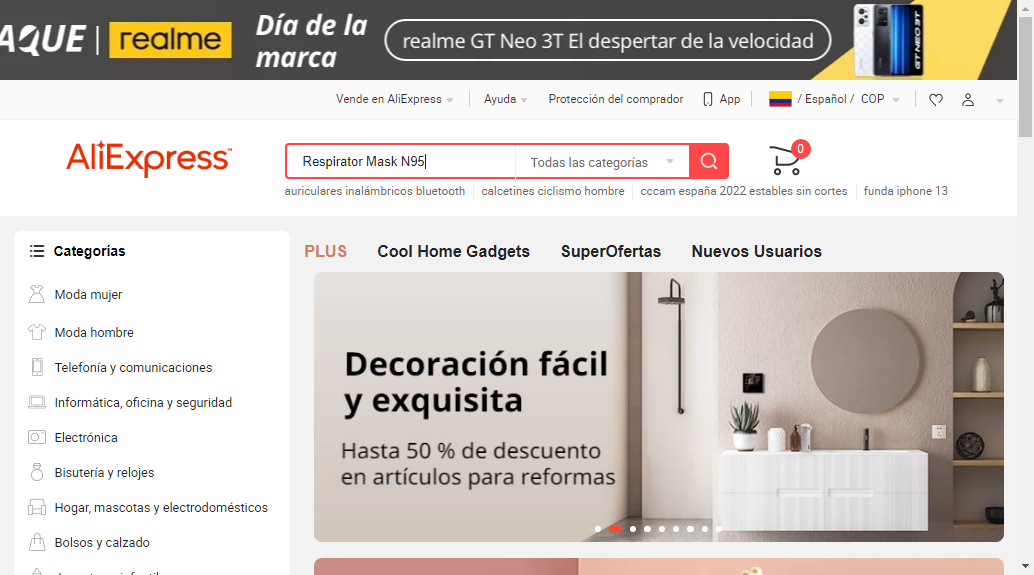 AQUE | realme
Día de la
marca
realme GT Neo 3T El despertar de la velocidad
GT NEO 3T
Vende en AliExpress
Ayuda
Protección del comprador
App
/ Español / COP
AliExpress
Respirator Mask N95
Todas las categorías
0
auriculares inalámbricos bluetooth
calcetines ciclismo hombre
cccam españa 2022 estables sin cortes
funda iphone 13
Categorías
PLUS
Cool Home Gadgets
SuperOfertas
Nuevos Usuarios
Moda mujer
Moda hombre
Telefonía y comunicaciones
Informática, oficina y seguridad
Electrónica
Bisutería y relojes
Hogar, mascotas y electrodomésticos
Bolsos y calzado
Decoración fácil
y exquisita
Hasta 50 % de descuento
en artículos para reformas